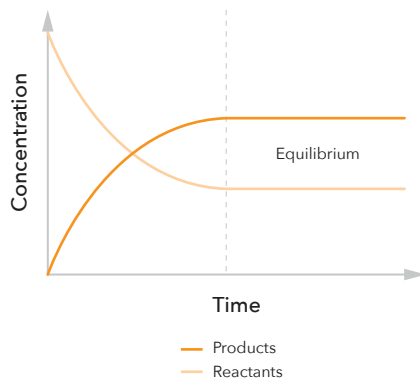 Concentration
Equilibrium
Time
Products
Reactants